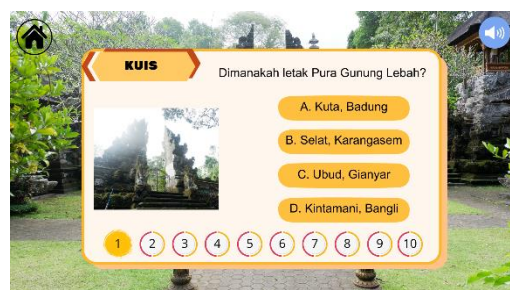 KUIS
Dimanakah letak Pura Gunung Lebah?
A. Kuta, Badung
B. Selat, Karangasem
C. Ubud, Gianyar
D. Kintamani, Bangli
1 2 3 4 5 6 7 8 9 10